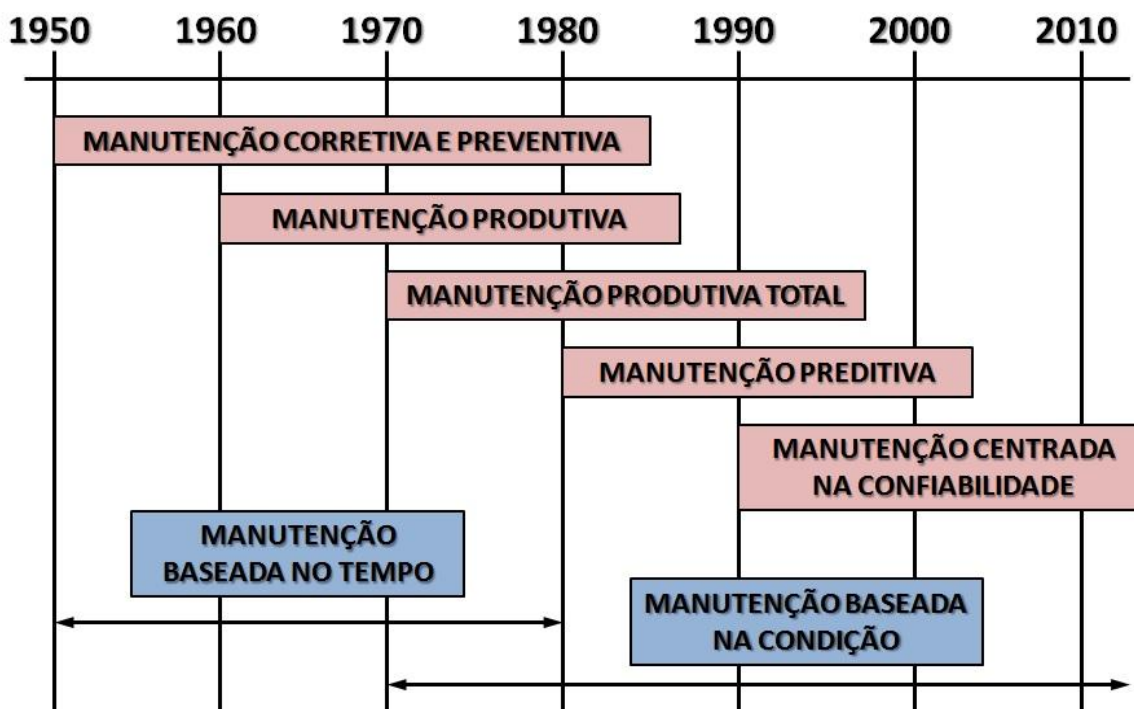 1950 1960 1970 1980 1990 2000 2010
MANUTENÇÃO CORRETIVA E PREVENTIVA
MANUTENÇÃO PRODUTIVA
MANUTENÇÃO PRODUTIVA TOTAL
MANUTENÇÃO PREDITIVA
MANUTENÇÃO CENTRADA
NA CONFIABILIDADE
MANUTENÇÃO
BASEADA NO TEMPO
MANUTENÇÃO BASEADA
NA CONDIÇÃO